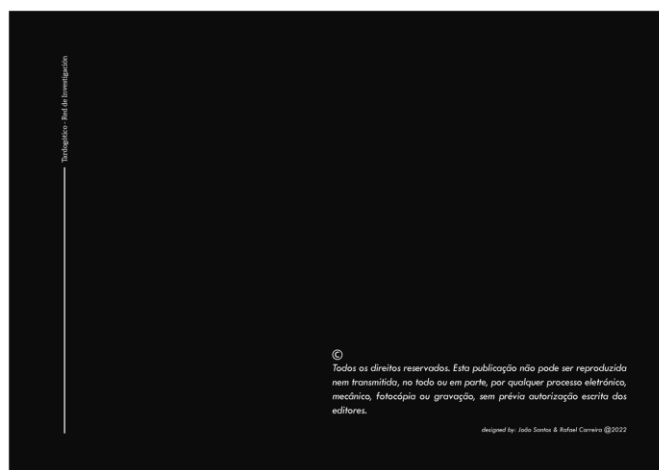 Tardogótico - Red de Investigación
©
Todos os direitos reservados. Esta publicação não pode ser reproduzida
nem transmitida, no todo ou em parte, por qualquer processo eletrónico,
mecânico, fotocópia ou gravação, sem prévia autorização escrita dos
editores.
designed by: João Santos & Rafael Carreira @2022